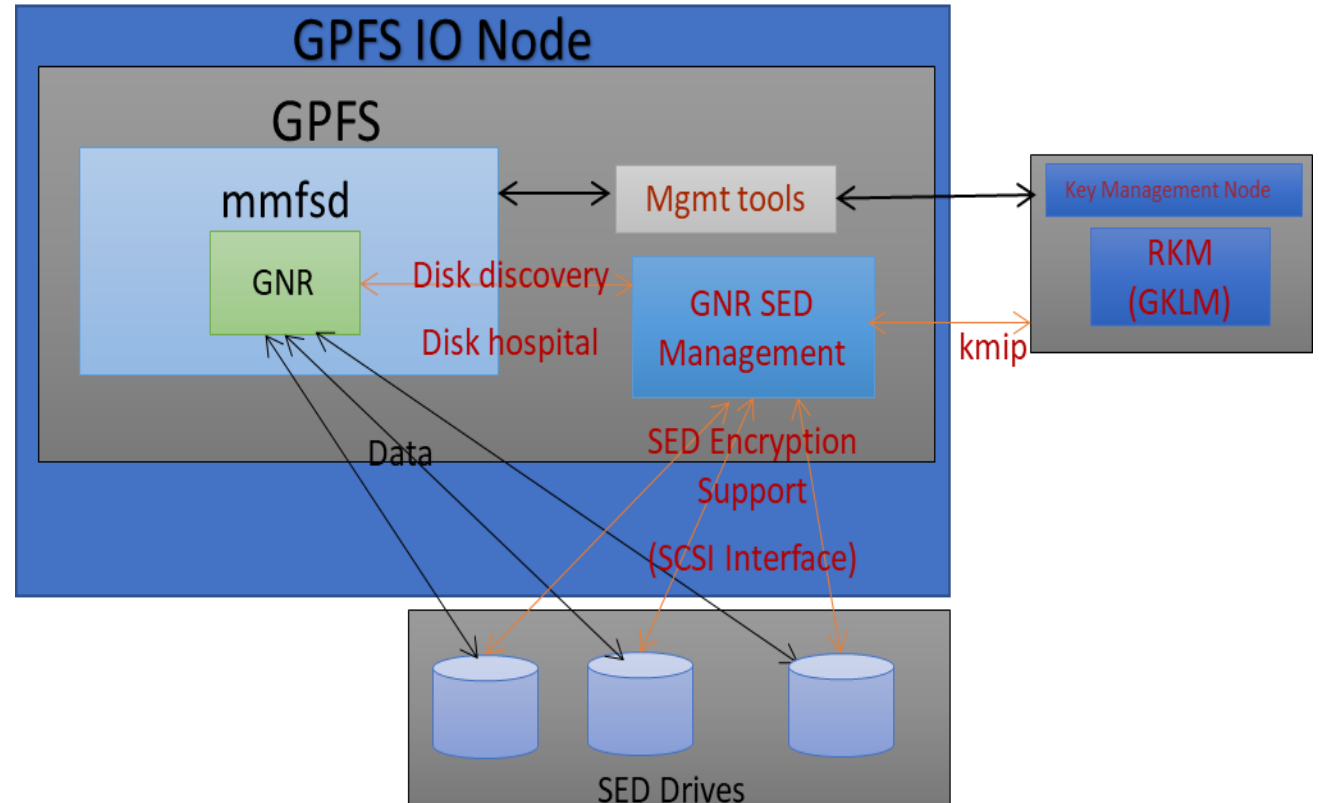 GPFS IO Node
GPFS
mmfsd
GNR
Disk discovery
Disk hospital
Mgmt tools
GNR SED
Management
Key Management Node
RKM
(GKLM)
kmip
Data
SED Encryption
Support
(SCSI Interface)
SED Drives